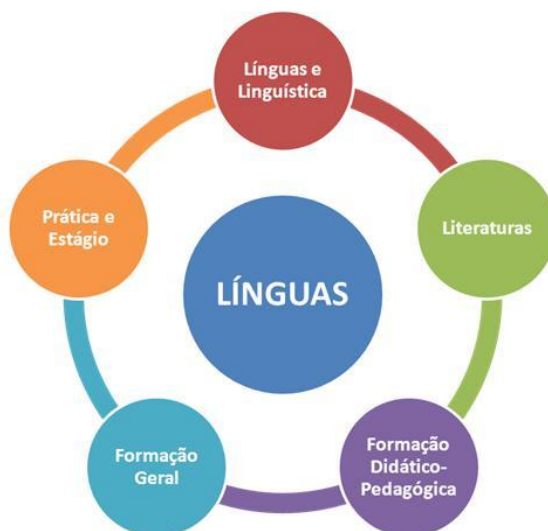 Línguas e
Linguística
Literaturas
Formação
Didático-
Pedagógica
Formação
Geral
Prática e
Estágio
LÍNGUAS